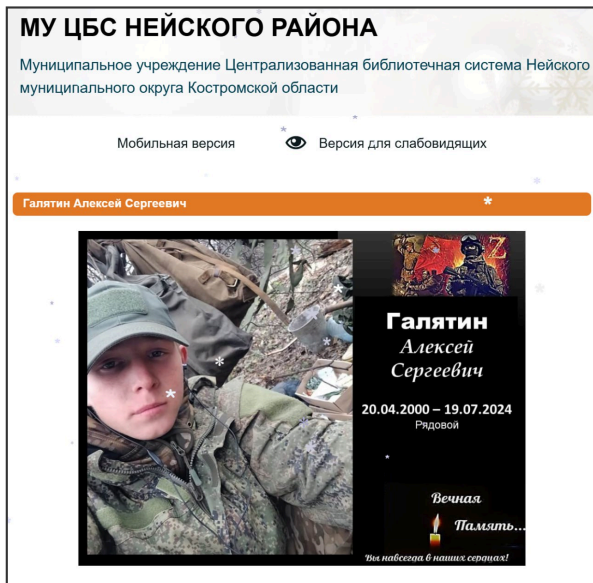 МУ ЦБС НЕЙСКОГО РАЙОНА
Муниципальное учреждение Централизованная библиотечная система Нейского
муниципального округа Костромской области
Мобильная версия Версия для слабовидящих
Галятин Алексей Сергеевич
Z
Галятин
Алексей
Сергеевич
20.04.2000 – 19.07.2024
Рядовой
Вечная
Память...
Вы навсегда в наших сердцах!